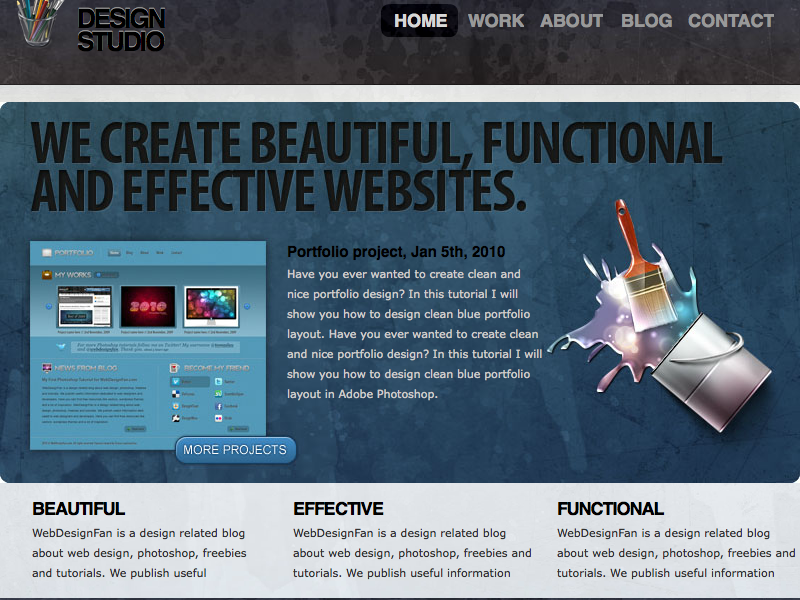 DESIGN
STUDIO
HOME WORK ABOUT BLOG CONTACT
WE CREATE BEAUTIFUL, FUNCTIONAL
AND EFFECTIVE WEBSITES.
PORTFOLIO
MY WORKS
2010
NEWS FROM BLOG
BECOME MY FRIEND
MORE PROJECTS
Portfolio project, Jan 5th, 2010
Have you ever wanted to create clean and
nice portfolio design? In this tutorial I will
show you how to design clean blue portfolio
layout. Have you ever wanted to create clean
and nice portfolio design? In this tutorial I will
show you how to design clean blue portfolio
layout in Adobe Photoshop.
BEAUTIFUL
WebDesignFan is a design related blog
about web design, photoshop, freebies
and tutorials. We publish useful
EFFECTIVE
WebDesignFan is a design related blog
about web design, photoshop, freebies and
tutorials. We publish useful information
FUNCTIONAL
WebDesignFan is a design related blog
about web design, photoshop, freebies and
tutorials. We publish useful information